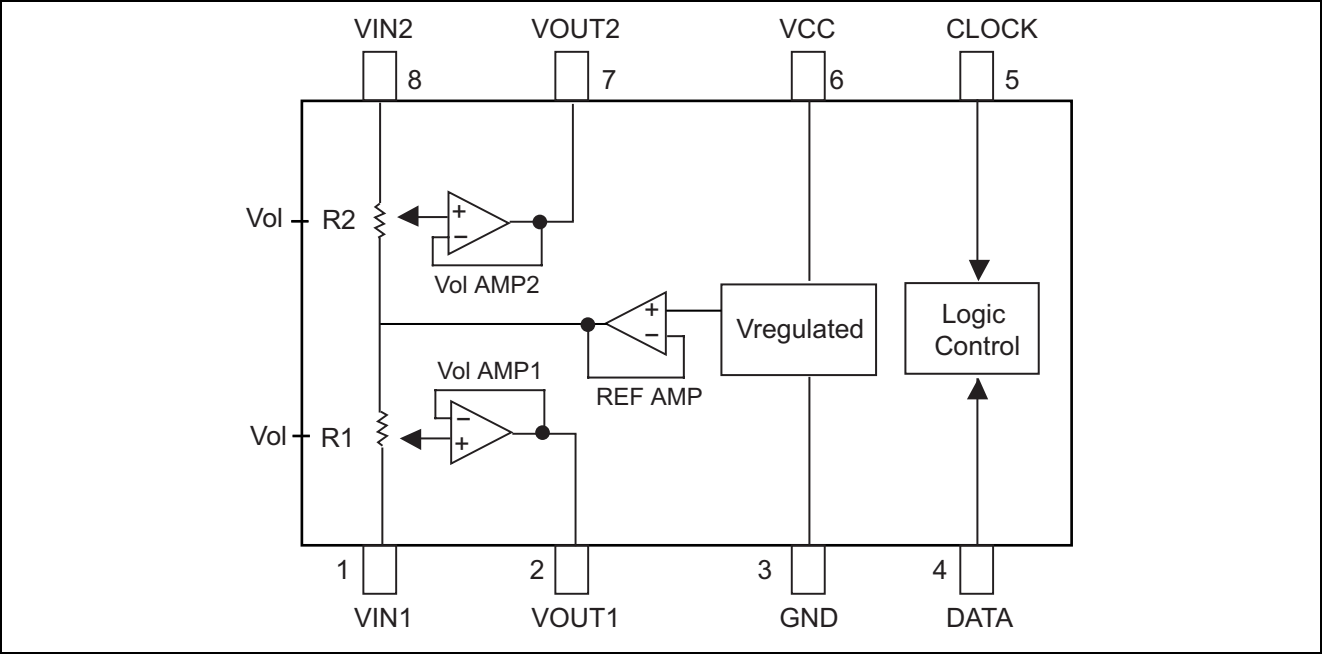 VIN2 VOUT2 VCC CLOCK
8 7 6 5
Vol R2
+
−
Vol AMP2
+
−
Vregulated
Logic
Control
REF AMP
Vol AMP1
−
+
Vol R1
1 2 3 4
VIN1 VOUT1 GND DATA